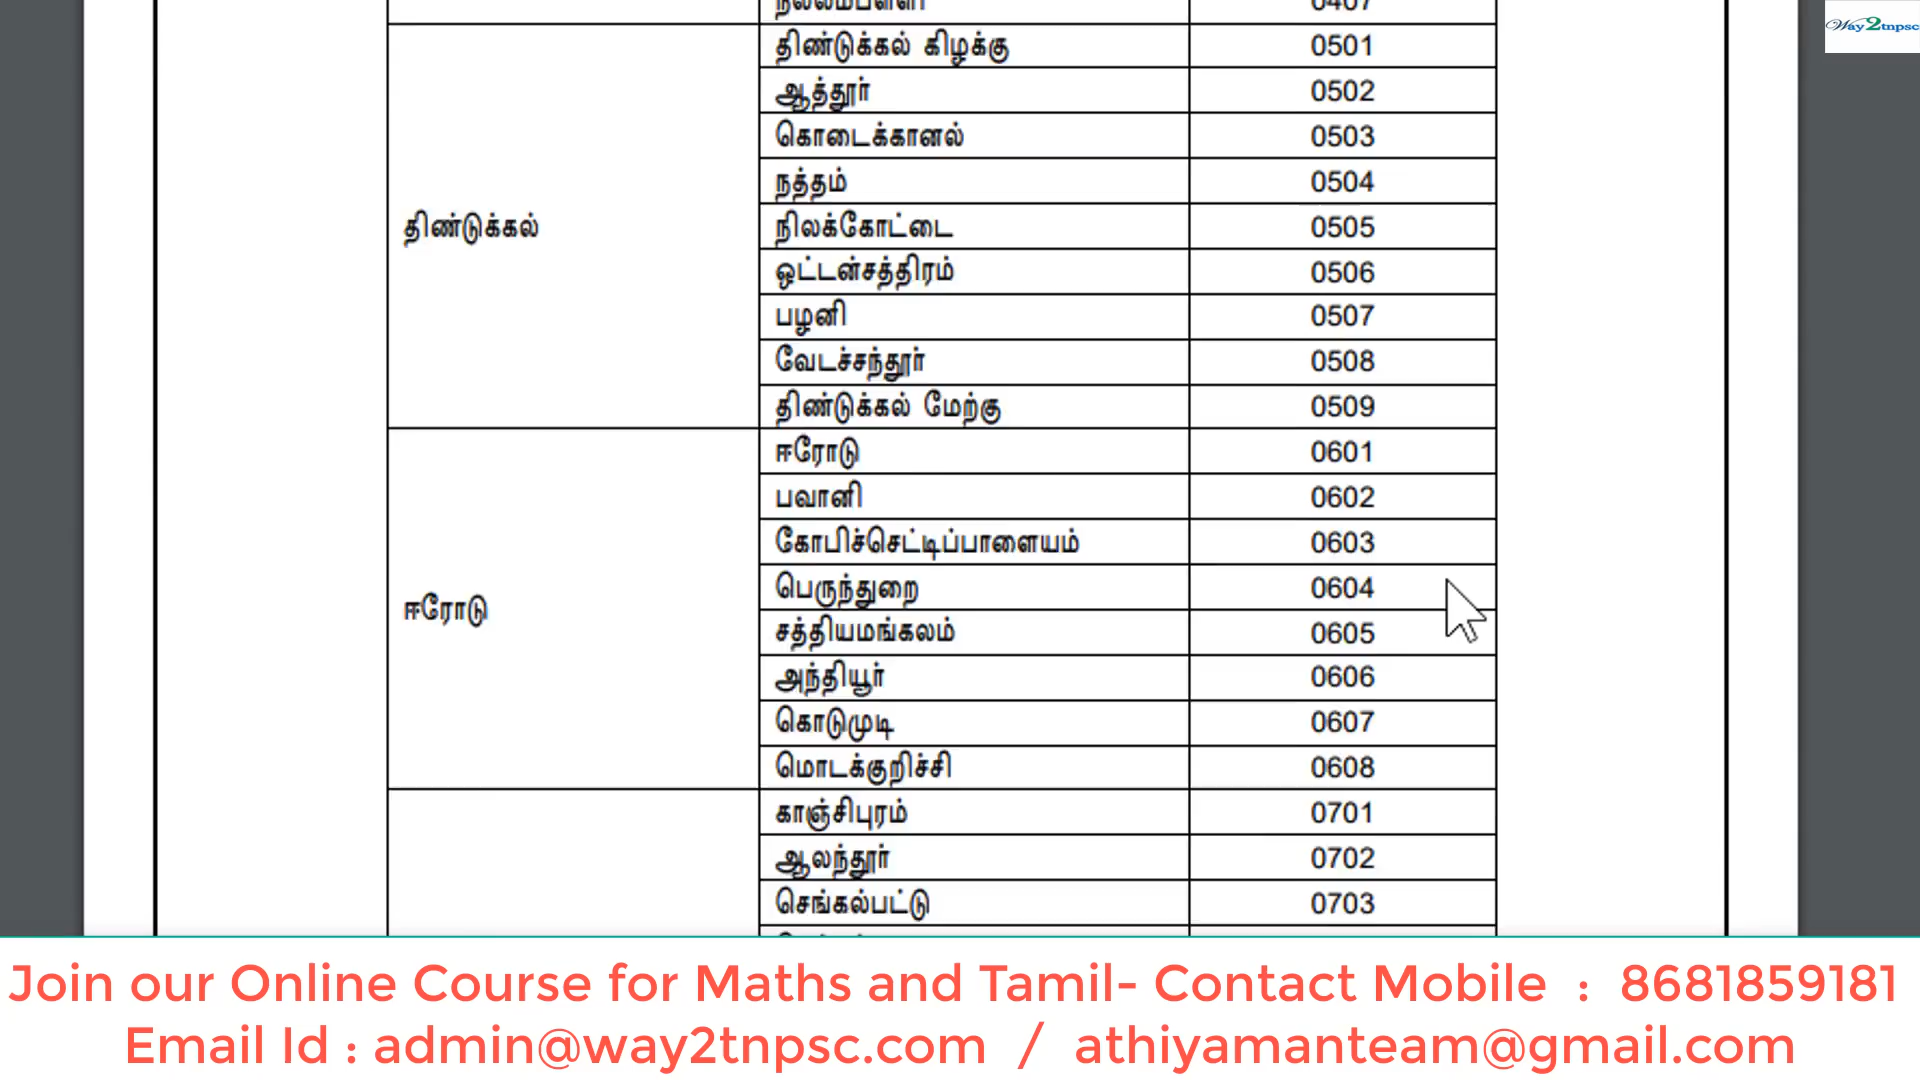 Way2tnpsc
திண்டுக்கல் கிழக்கு 0501
ஆத்தூர் 0502
கொடைக்கானல் 0503
நத்தம் 0504
திண்டுக்கல் நிலக்கோட்டை 0505
ஒட்டன்சத்திரம் 0506
பழனி 0507
வேடச்சந்தூர் 0508
திண்டுக்கல் மேற்கு 0509
ஈரோடு 0601
பவானி 0602
கோபிச்செட்டிப்பாளையம் 0603
பெருந்துறை 0604
ஈரோடு
சத்தியமங்கலம் 0605
அந்தியூர் 0606
கொடுமுடி 0607
மொடக்குறிச்சி 0608
காஞ்சிபுரம் 0701
ஆலந்தூர் 0702
செங்கல்பட்டு 0703
Join our Online Course for Maths and Tamil- Contact Mobile : 8681859181
Email Id : admin@way2tnpsc.com / athiyamanteam@gmail.com